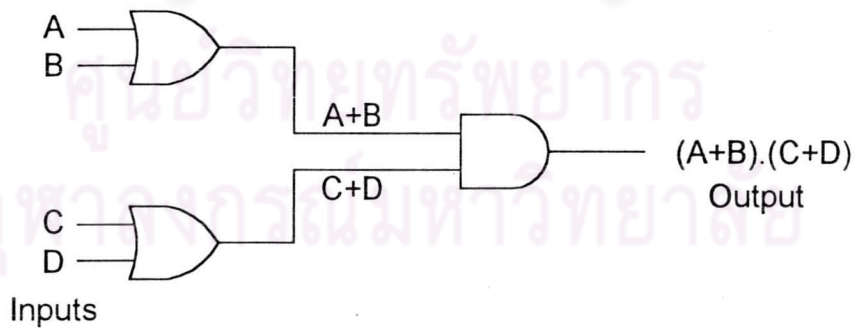 A
B
ศูนย์วิทยทรัพยากร
A+B
(A+B).(C+D)
C+D
Output
จุฬาลงกรณ์มหาวิทยาลัย
C
D
Inputs